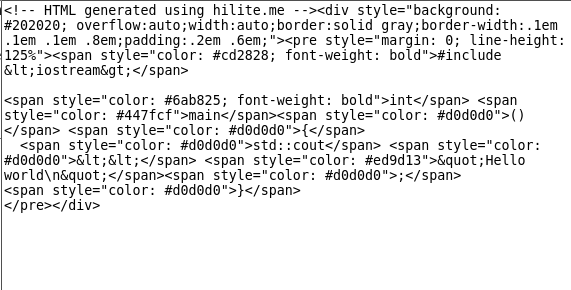 <!-- HTML generated using hilite.me --><div style="background:
#202020; overflow:auto;width:auto;border:solid gray;border-width:.1em
.1em .1em .8em;padding:.2em .6em;"><pre style="margin: 0; line-height:
125%"><span style="color: #cd2828; font-weight: bold">#include
&lt;iostream&gt;</span>

<span style="color: #6ab825; font-weight: bold">int</span> <span
style="color: #447fcf">main</span><span style="color: #d0d0d0">()
</span> <span style="color: #d0d0d0">{</span>
  <span style="color: #d0d0d0">std::cout</span> <span style="color:
#d0d0d0">&lt;&lt;</span> <span style="color: #ed9d13">&quot;Hello
world\n&quot;</span><span style="color: #d0d0d0">;</span>
<span style="color: #d0d0d0">}</span>
</pre></div>